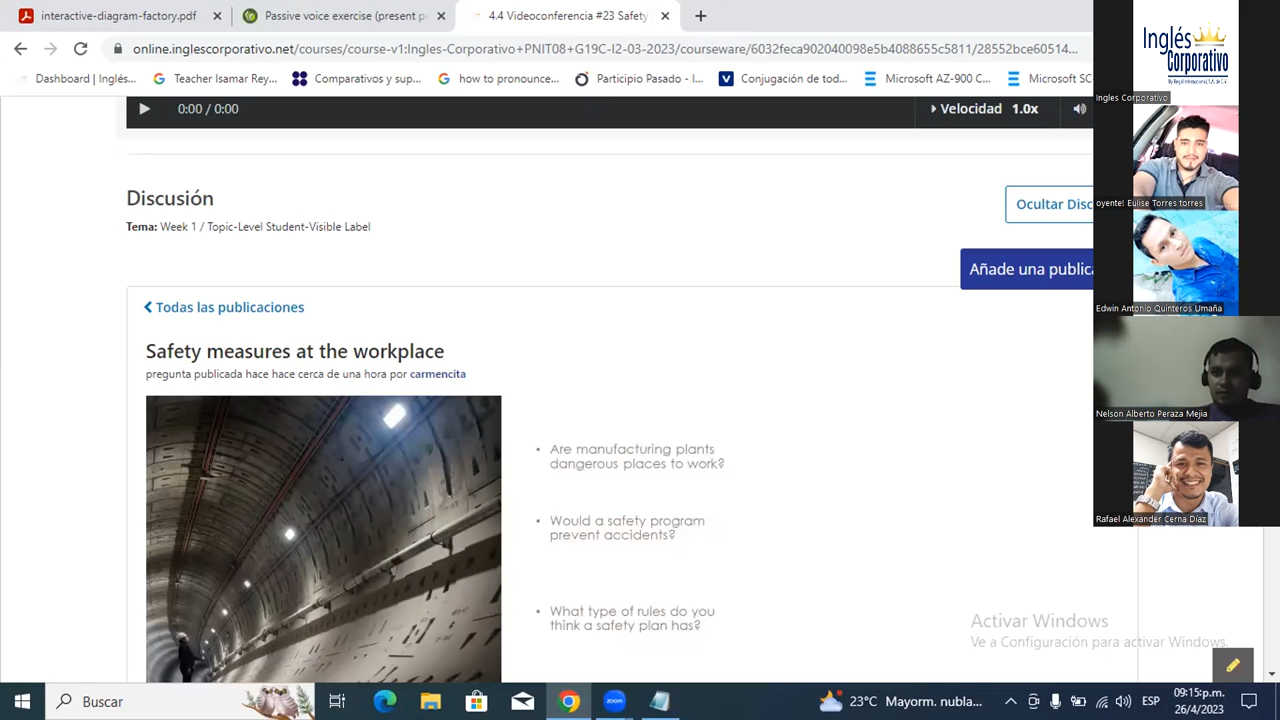 interactive-diagram-factory.pdf
Passive voice exercise (present p
4.4 Videoconferencia #23 Safety
online.inglescorporativo.net/courses/course-v1:Ingles-Corporativo+PNIT08+G19C-I2-03-2023/courseware/6032feca902040098e5b4088655c5811/28552bce60514...
Dashboard | Inglés...
Teacher Isamar Rey...
Comparativos y sup...
how to pronounce...
Participio Pasado - I...
Conjugación de tod...
Microsoft AZ-900 C...
Microsoft SC
0:00 / 0:00
Velocidad 1.0x
Discusión
Ocultar Disc
Tema: Week 1 / Topic-Level Student-Visible Label
Añade una publica
Todas las publicaciones
Safety measures at the workplace
pregunta publicada hace hace cerca de una hora por carmencita
• Are manufacturing plants
dangerous places to work?
• Would a safety program
prevent accidents?
• What type of rules do you
think a safety plan has?
Inglés
Corporativo
By Regal International, S.A. de C.V.
Ingles Corporativo
oyente! Eulise Torres torres
Edwin Antonio Quinteros Umaña
Nelson Alberto Peraza Mejia
Rafael Alexander Cerna Díaz
Activar Windows
Ve a Configuración para activar Windows.
Buscar
zoom
23°C Mayorm. nubla...
ESP
09:15 p.m.
26/4/2023